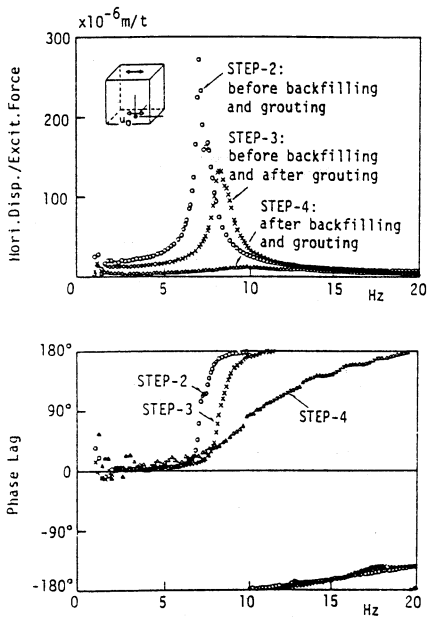 x10⁻⁶m/t
300
200
100
0
Hori.Disp./Excit.Force
u₀
STEP-2:
before backfilling
and grouting
STEP-3:
before backfilling
and after grouting
STEP-4:
after backfilling
and grouting
0 5 10 15 20
Hz
180°
90°
0
-90°
-180°
Phase Lag
STEP-2
STEP-3
STEP-4
0 5 10 15 20
Hz